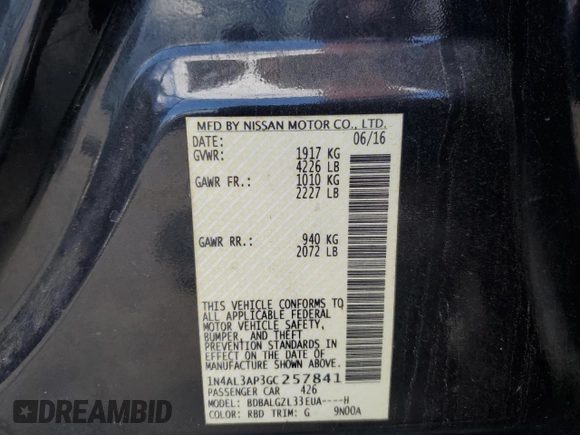 MFD BY NISSAN MOTOR CO., LTD.
DATE: 06/16
GVWR: 1917 KG
4226 LB
GAWR FR.: 1010 KG
2227 LB
GAWR RR.: 940 KG
2072 LB
THIS VEHICLE CONFORMS TO
ALL APPLICABLE FEDERAL
MOTOR VEHICLE SAFETY,
BUMPER, AND THEFT
PREVENTION STANDARDS IN
EFFECT ON THE DATE OF
MANUFACTURE SHOWN ABOVE.
1N4AL3AP3GC257841
PASSENGER CAR 426
MODEL: BDBALGZL33EUA----H
COLOR: RBD TRIM: G 9N00A
DREAMBID